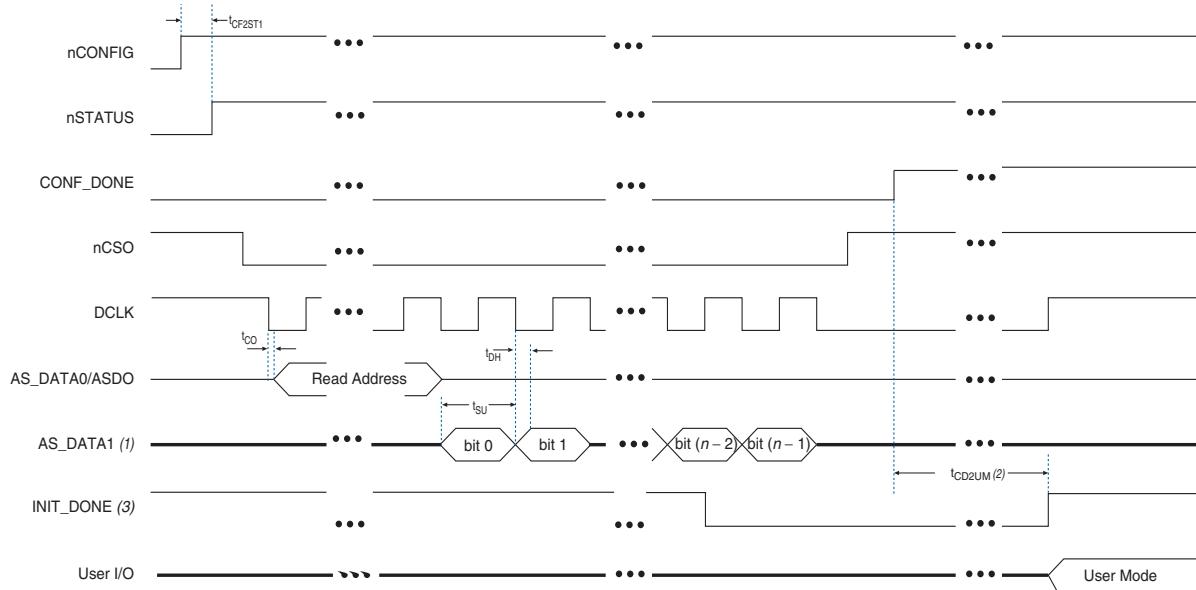 tCF2ST1
nCONFIG
nSTATUS
CONF_DONE
nCSO
DCLK
tCO
tDH
AS_DATA0/ASDO
Read Address
tSU
AS_DATA1 (1)
bit 0
bit 1
bit (n − 2)
bit (n − 1)
tCD2UM (2)
INIT_DONE (3)
User I/O
User Mode